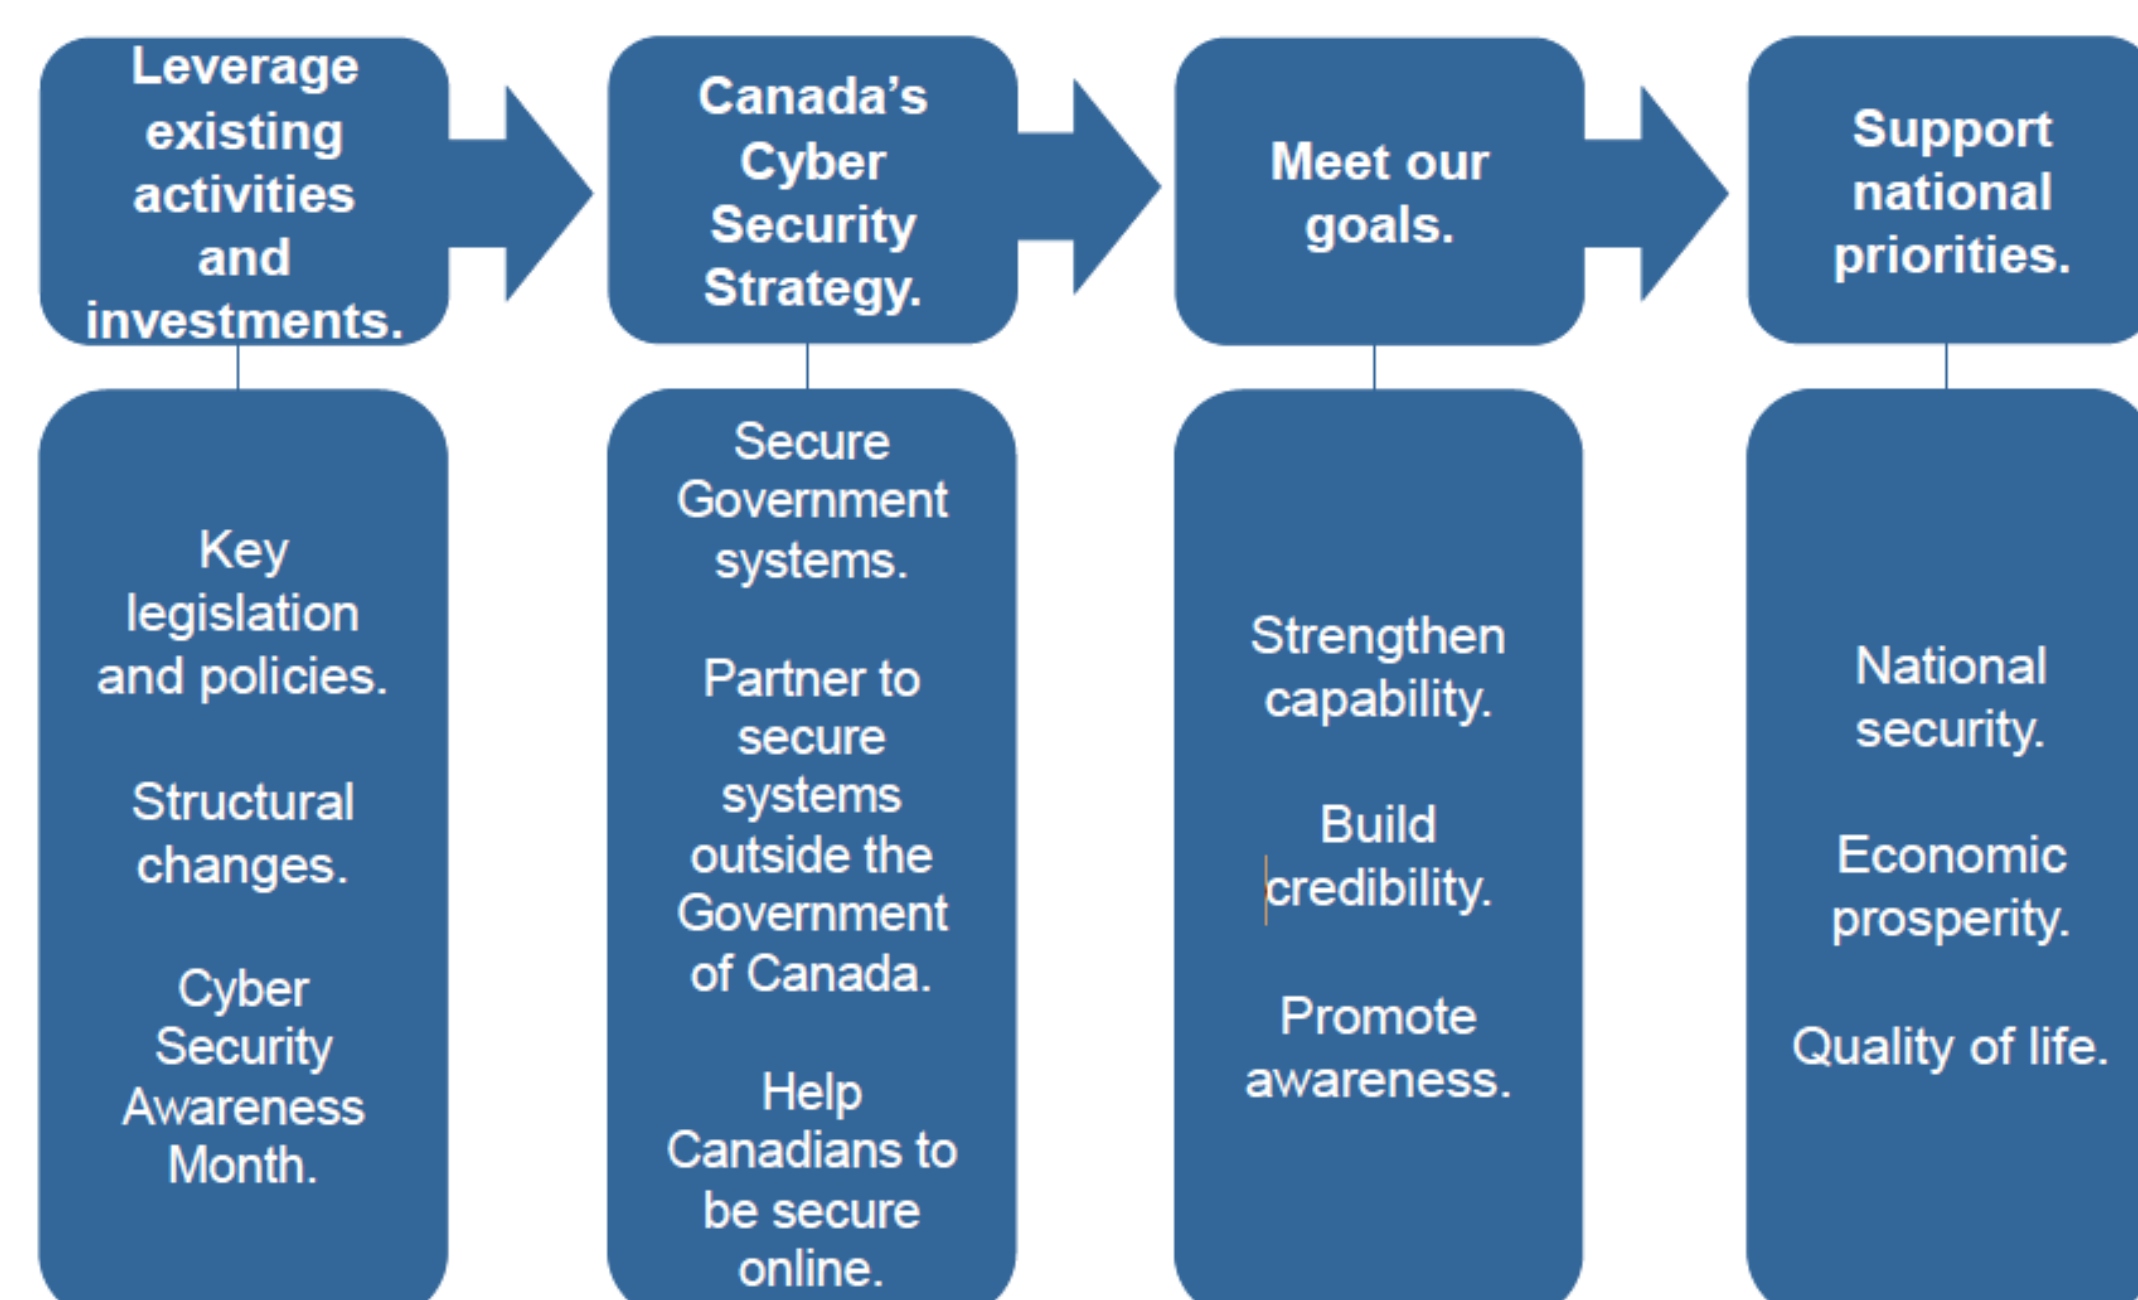 Leverage
existing
activities
and
investments.
Canada's
Cyber
Security
Strategy.
Meet our
goals.
Support
national
priorities.
Key
legislation
and policies.
Structural
changes.
Cyber
Security
Awareness
Month.
Secure
Government
systems.
Partner to
secure
systems
outside the
Government
of Canada.
Help
Canadians to
be secure
online.
Strengthen
capability.
Build
credibility.
Promote
awareness.
National
security.
Economic
prosperity.
Quality of life.